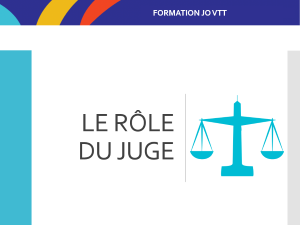 FORMATION JO VTT
LE RÔLE
DU JUGE